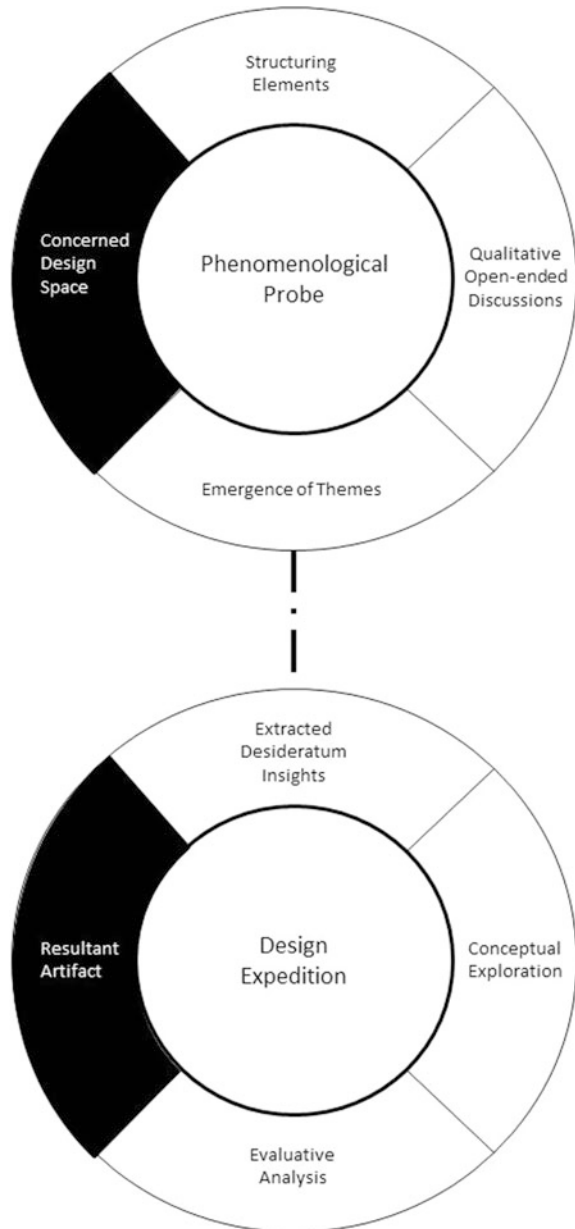 Structuring
Elements
Concerned
Design
Space
Phenomenological
Probe
Qualitative
Open-ended
Discussions
Emergence of Themes
Extracted
Desideratum
Insights
Resultant
Artifact
Design
Expedition
Conceptual
Exploration
Evaluative
Analysis